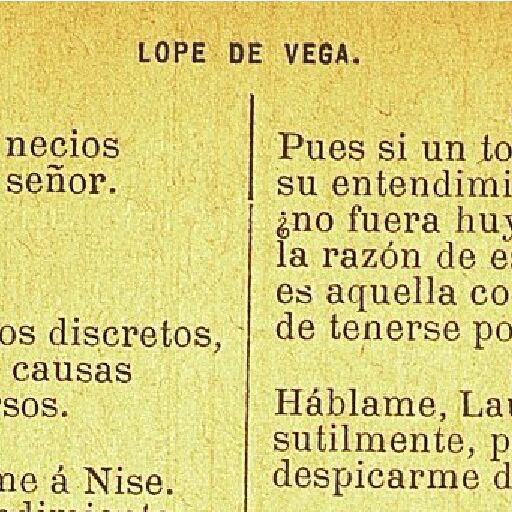 LOPE DE VEGA.
necios
señor.
os discretos,
causas
sos.
me á Nise.
Pues si un to
su entendimi
¿no fuera huy
la razón de es
es aquella co
de tenerse po
Háblame, Lau
sutilmente, p
despicarme d